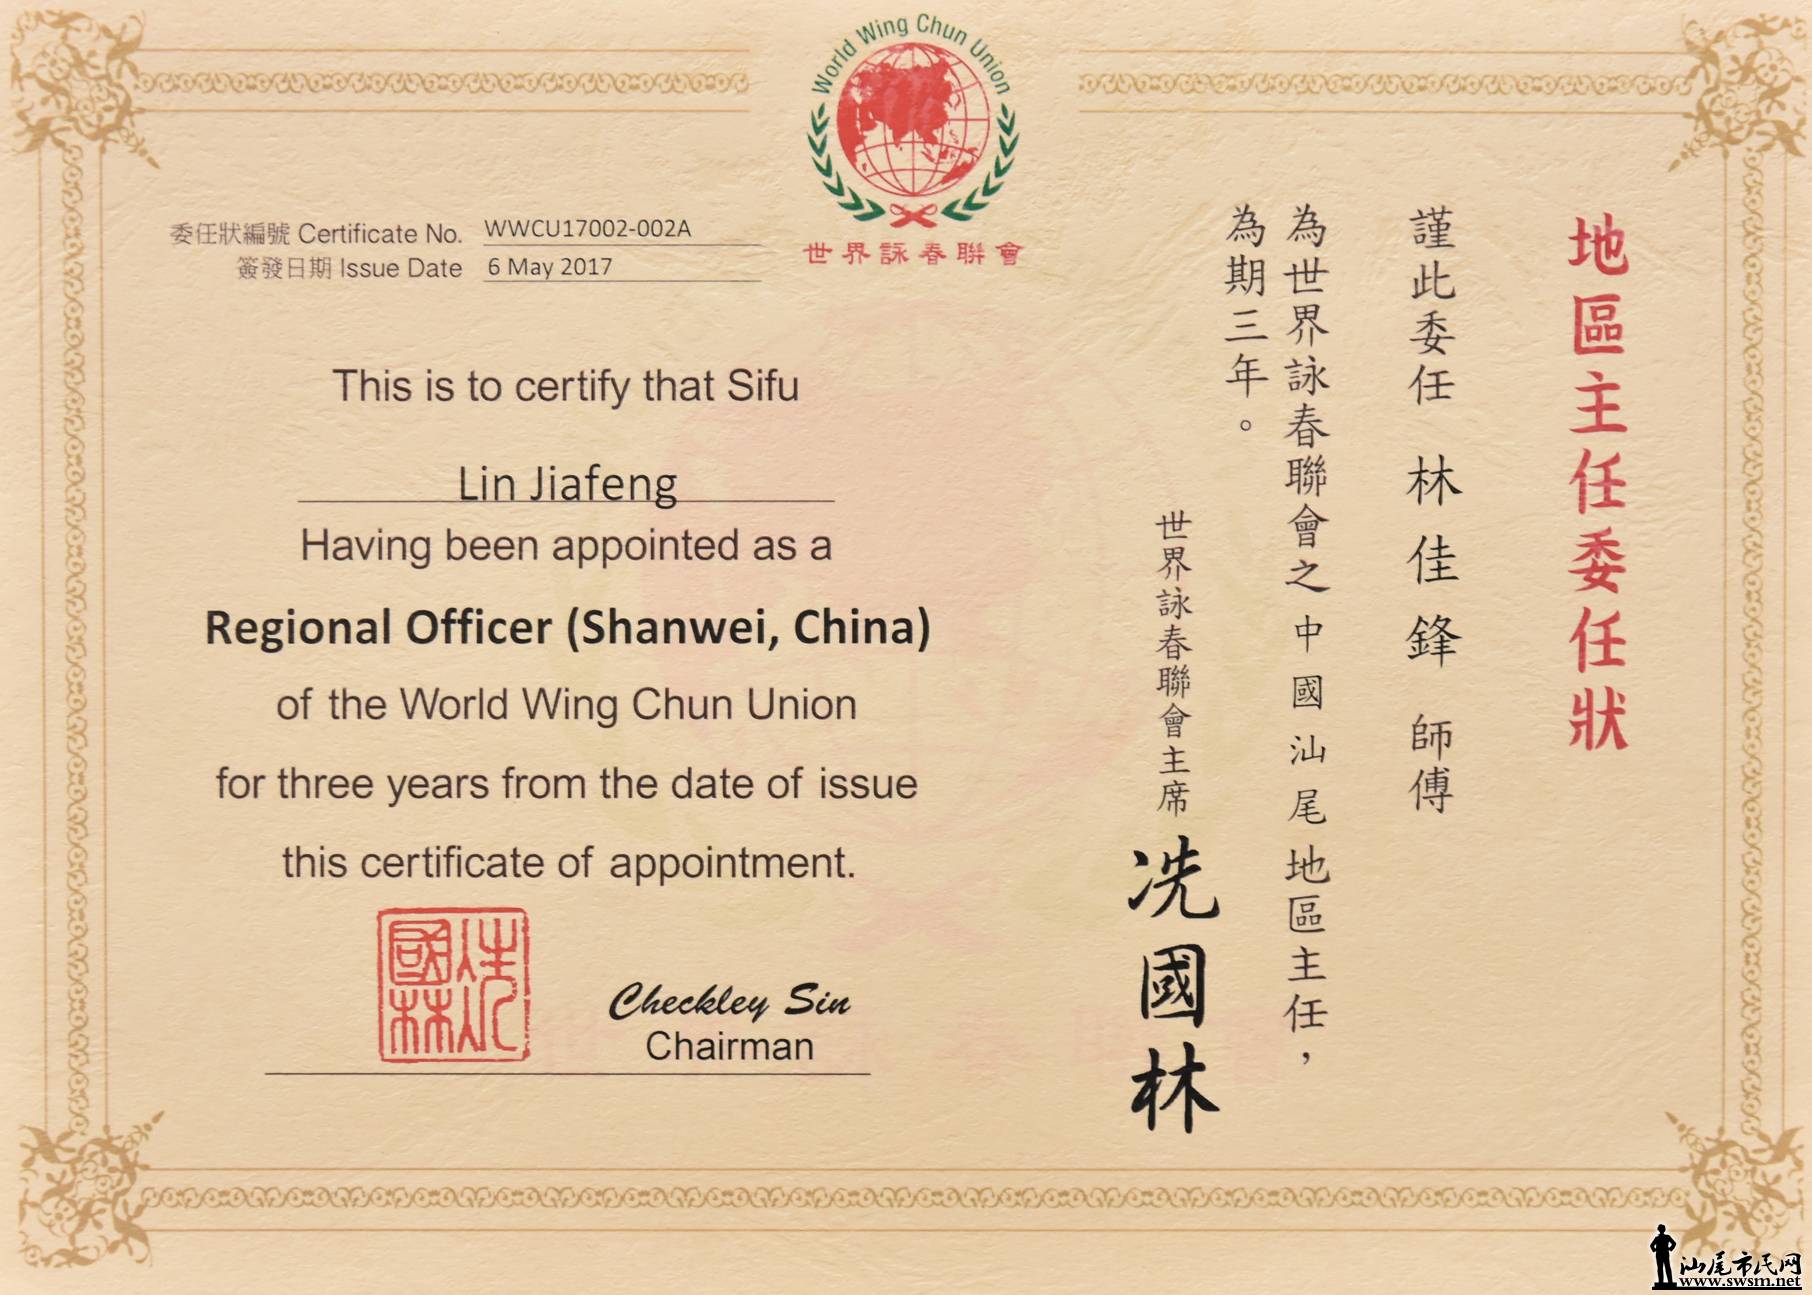 World Wing Chun Union
世界詠春聯會
委任狀編號 Certificate No. WWCU17002-002A
簽發日期 Issue Date 6 May 2017
This is to certify that Sifu
Lin Jiafeng
Having been appointed as a
Regional Officer (Shanwei, China)
of the World Wing Chun Union
for three years from the date of issue
this certificate of appointment.
國林冼印
Checkley Sin
Chairman
地區主任委任狀
謹此委任 林佳鋒 師傅
為世界詠春聯會之中國汕尾地區主任，
為期三年。
世界詠春聯會主席 冼國林
汕尾市民网
www.swsm.net